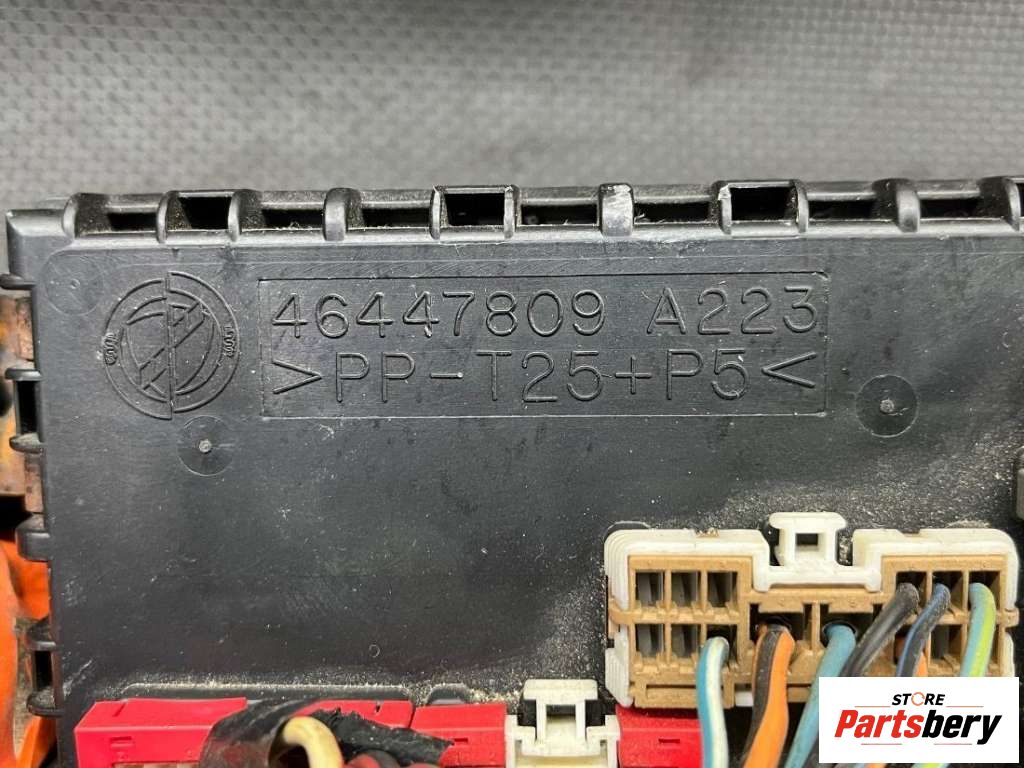 46447809 A223
>PP-T25+P5<
STORE
Partsbery